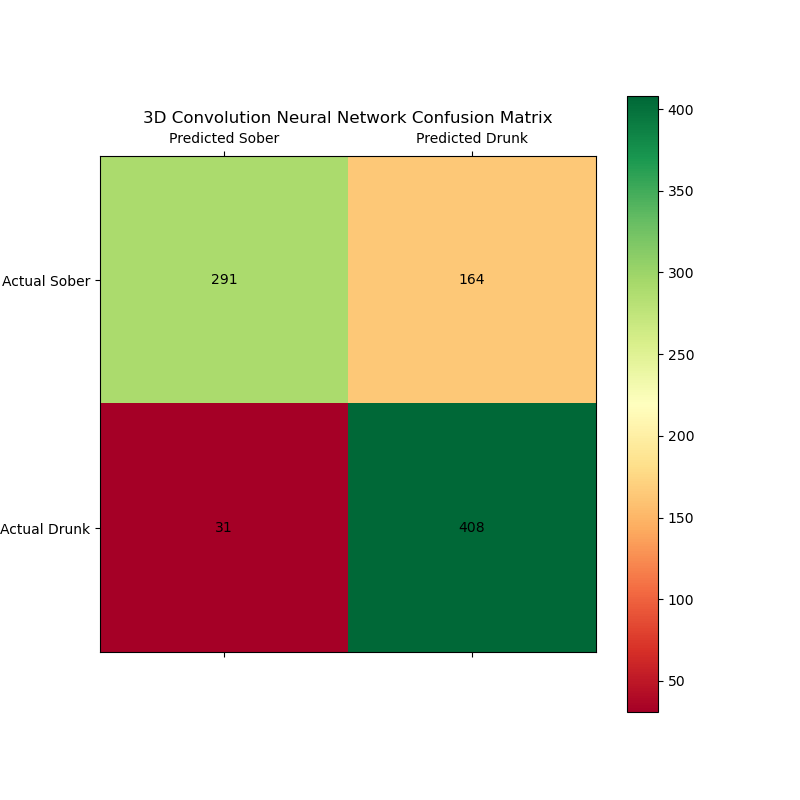 3D Convolution Neural Network Confusion Matrix
Predicted Sober Predicted Drunk
Actual Sober 291 164
Actual Drunk 31 408
400
350
300
250
200
150
100
50